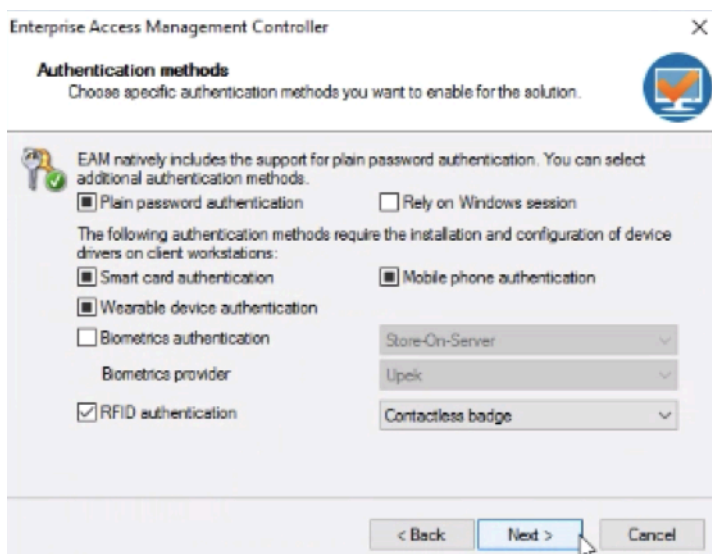 Enterprise Access Management Controller
Authentication methods
Choose specific authentication methods you want to enable for the solution.
EAM natively includes the support for plain password authentication. You can select
additional authentication methods.
Plain password authentication
Rely on Windows session
The following authentication methods require the installation and configuration of device
drivers on client workstations:
Smart card authentication
Mobile phone authentication
Wearable device authentication
Biometrics authentication
Store-On-Server
Biometrics provider
Upek
RFID authentication
Contactless badge
< Back
Next >
Cancel